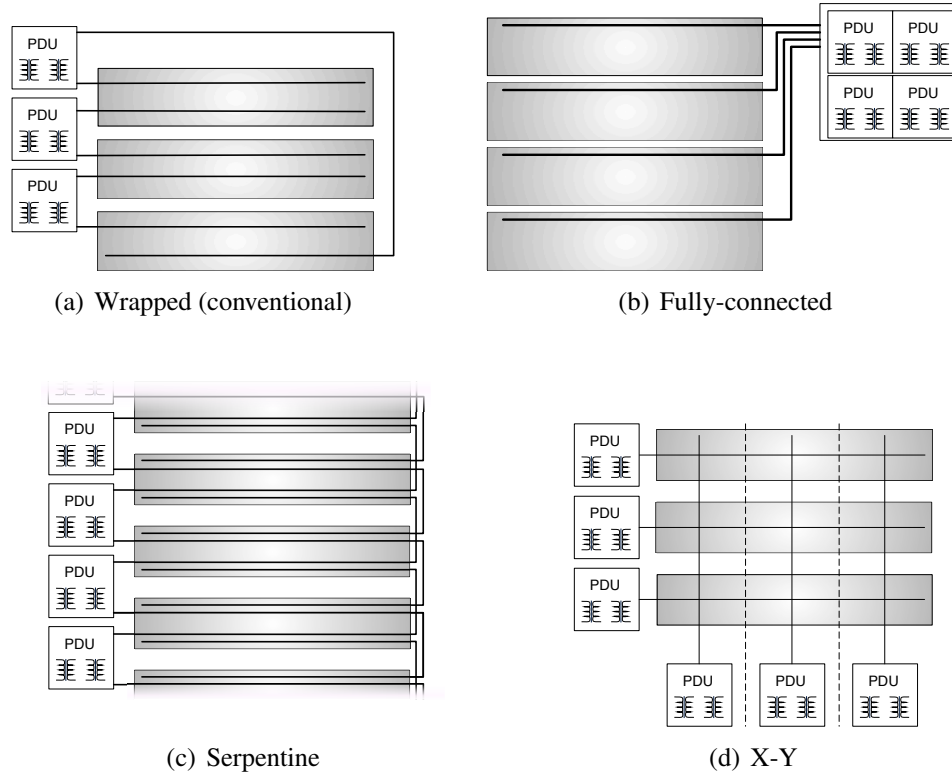 PDU
PDU
PDU
(a) Wrapped (conventional)
PDU PDU
PDU PDU
(b) Fully-connected
PDU
PDU
PDU
PDU
(c) Serpentine
PDU
PDU
PDU
PDU PDU PDU
(d) X-Y